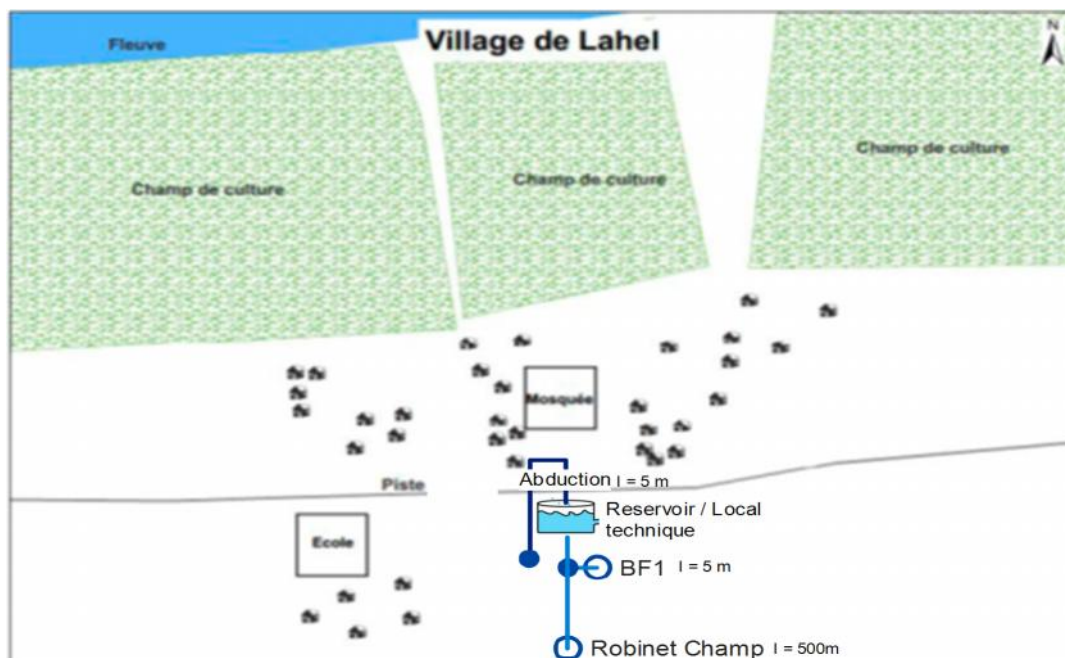 Fleuve
Village de Lahel
N
Champ de culture
Champ de culture
Champ de culture
Mosquée
Piste
Abduction l = 5 m
Reservoir / Local
technique
Ecole
BF1 l = 5 m
Robinet Champ l = 500m